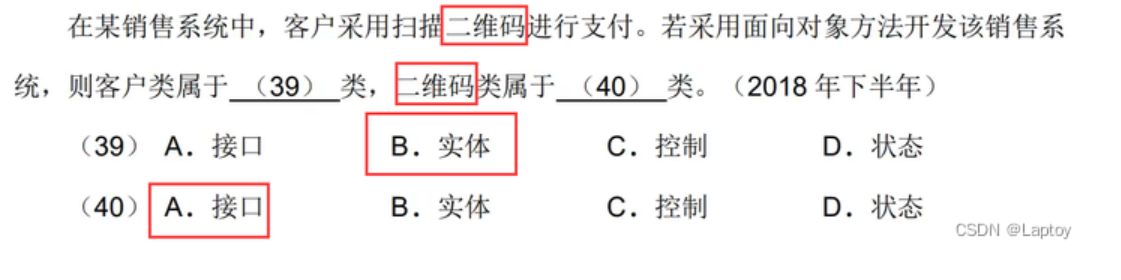 在某销售系统中，客户采用扫描二维码进行支付。若采用面向对象方法开发该销售系
统，则客户类属于（39）类，二维码类属于（40）类。（2018 年下半年）
（39） A．接口 B．实体 C．控制 D．状态
（40） A．接口 B．实体 C．控制 D．状态
CSDN @Laptoy